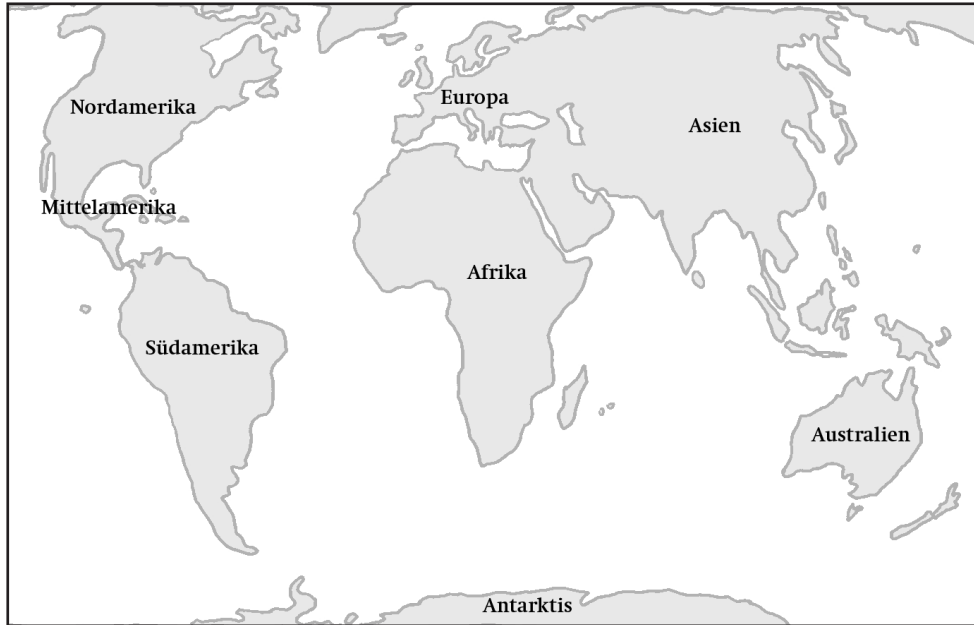 Nordamerika
Europa
Asien
Mittelamerika
Afrika
Südamerika
Australien
Antarktis